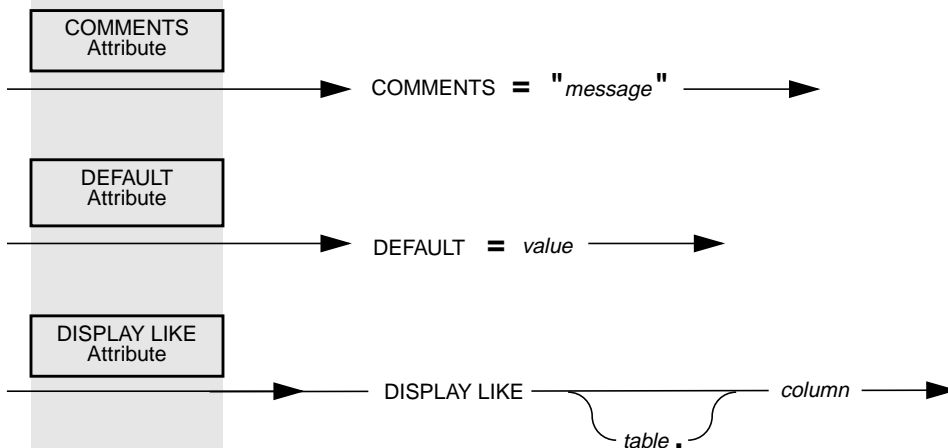 COMMENTS
Attribute
COMMENTS = "message"
DEFAULT
Attribute
DEFAULT = value
DISPLAY LIKE
Attribute
DISPLAY LIKE column
table.